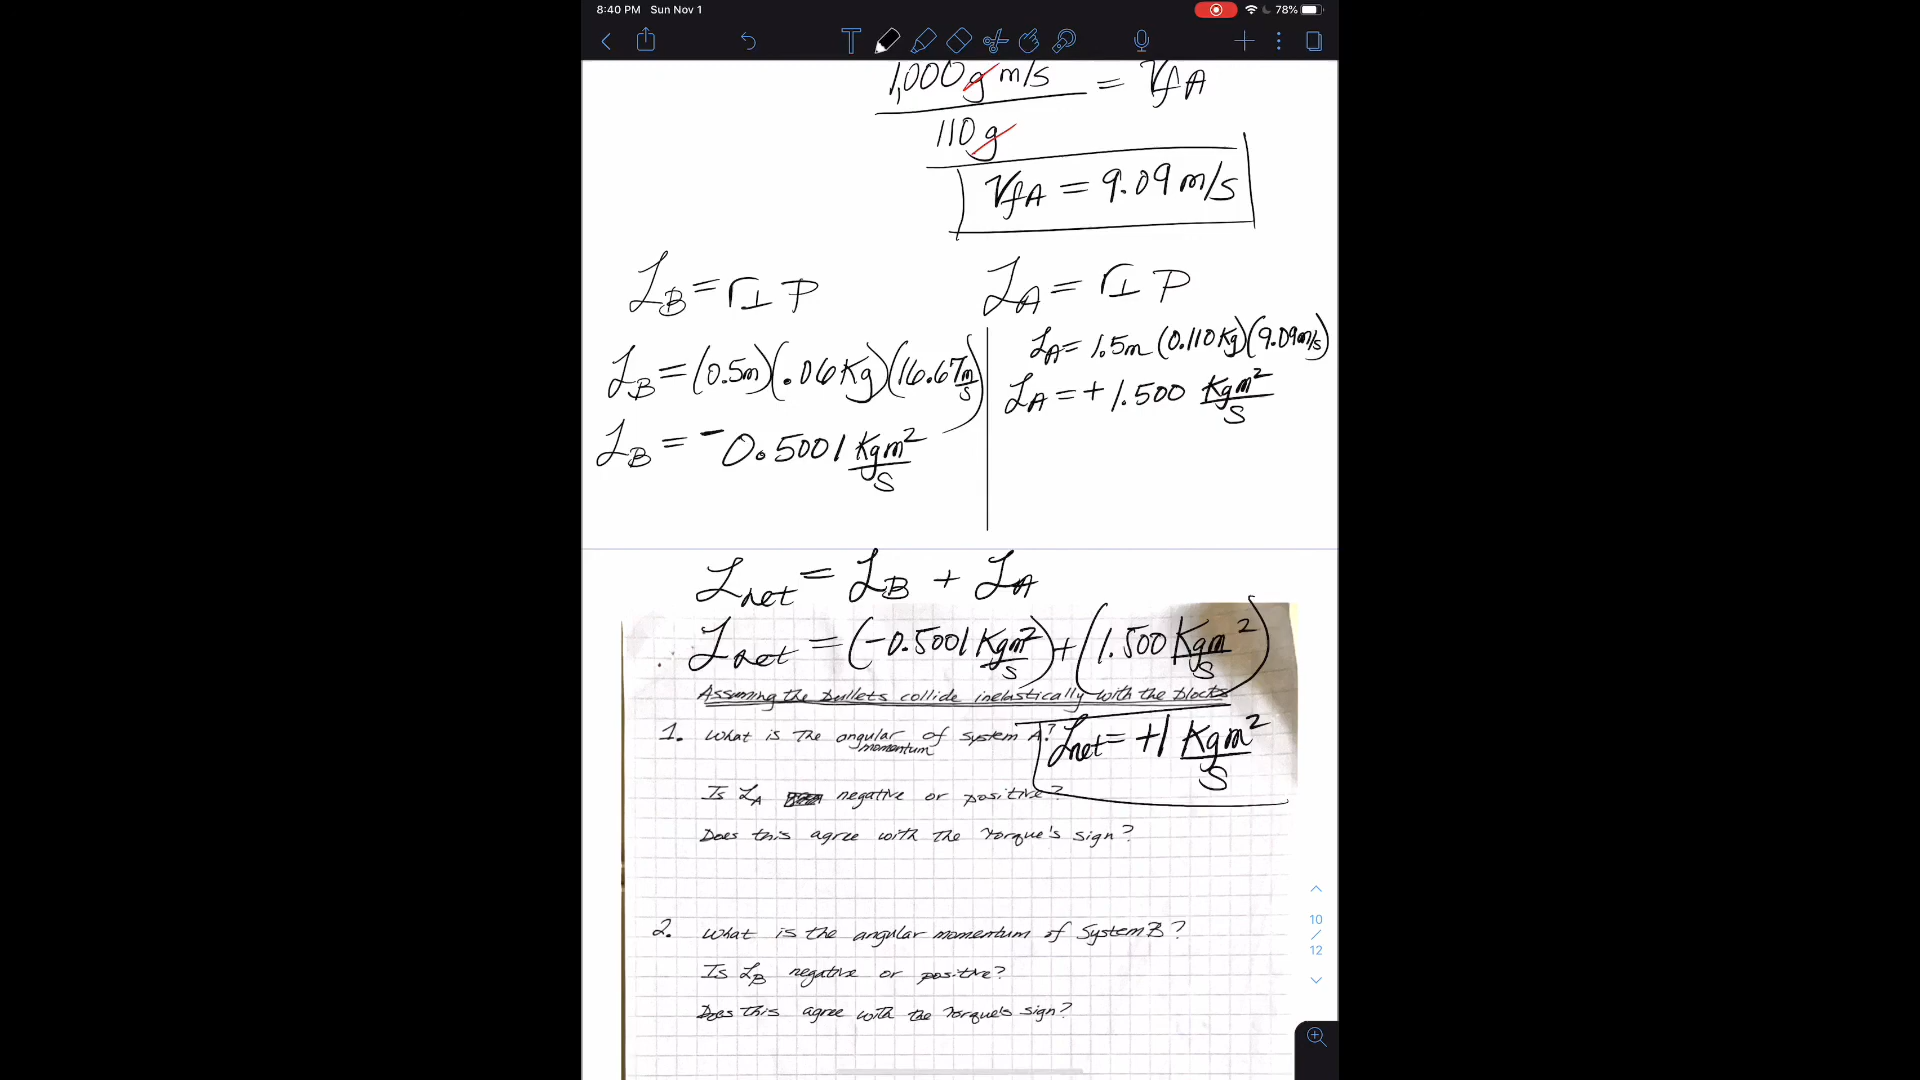 8:40 PM Sun Nov 1
78%
1,000 g m/s = VfA
110 g
VfA = 9.09 m/s
LB = r⊥ P
LA = r⊥ P
LB = (0.5m)(.06 Kg)(16.67 m/s)
LA = 1.5m (0.110 Kg)(9.09 m/s)
LA = + 1.500 Kgm²/s
LB = -0.5001 Kgm²/s
Lnet = LB + LA
Lnet = (-0.5001 Kgm²/s) + (1.500 Kgm²/s)
Assuming the bullets collide inelastically with the blocks
1. What is the angular momentum of system A?
Lnet = +1 Kgm²/s
Is LA negative or positive?
Does this agree with the Torque's sign?
10
/
12
2. What is the angular momentum of System B?
Is LB negative or positive?
Does this agree with the Torque's sign?